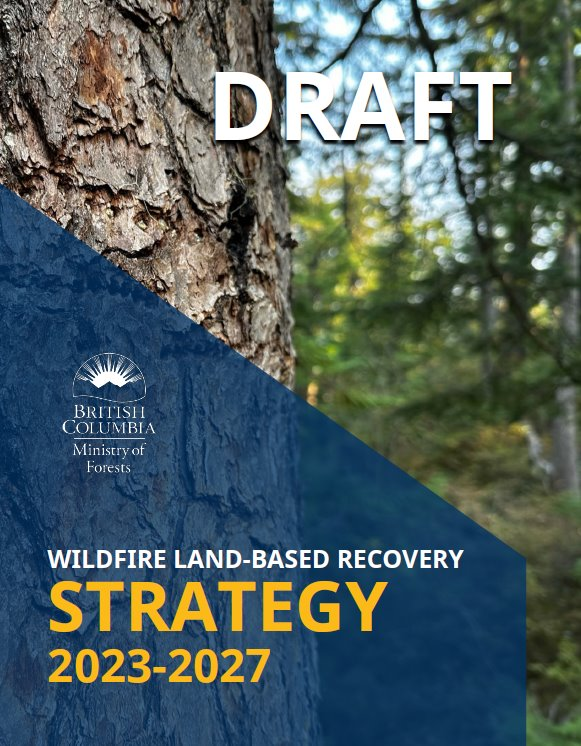 DRAFT
BRITISH
COLUMBIA
Ministry of
Forests
WILDFIRE LAND-BASED RECOVERY
STRATEGY
2023-2027